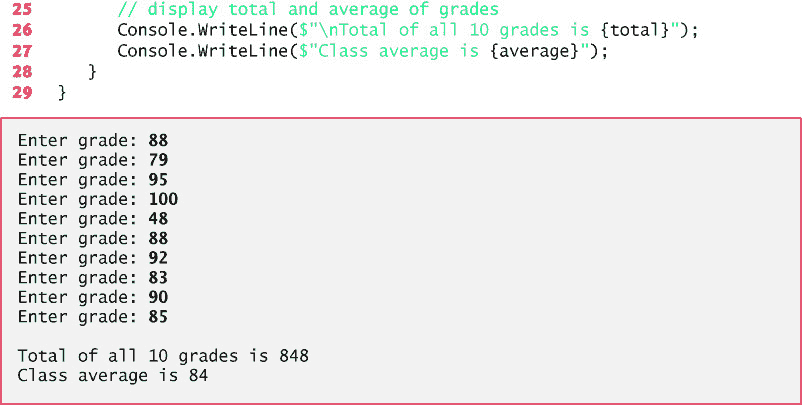 25 // display total and average of grades
26 Console.WriteLine($"\nTotal of all 10 grades is {total}");
27 Console.WriteLine($"Class average is {average}");
28 }
29 }
Enter grade: 88
Enter grade: 79
Enter grade: 95
Enter grade: 100
Enter grade: 48
Enter grade: 88
Enter grade: 92
Enter grade: 83
Enter grade: 90
Enter grade: 85
Total of all 10 grades is 848
Class average is 84